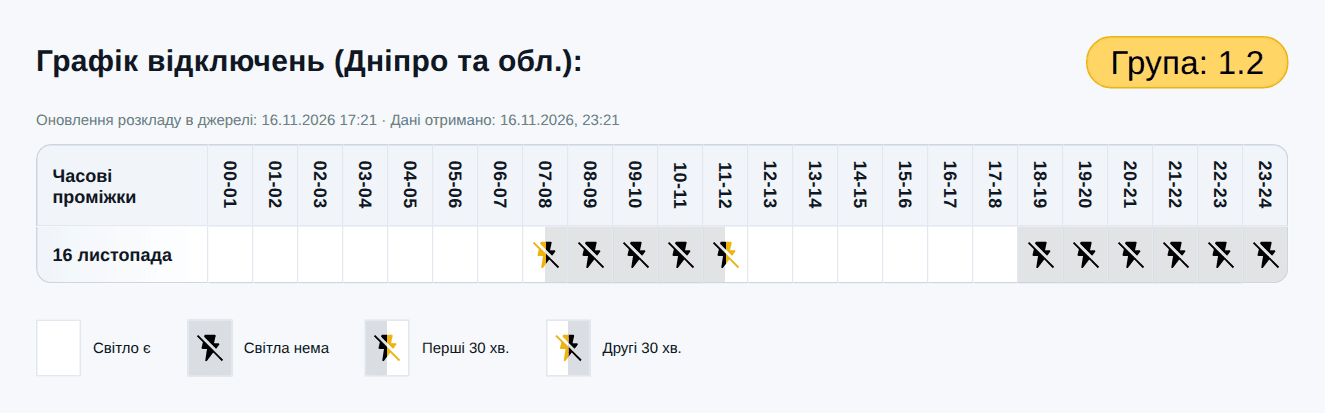 Графік відключень (Дніпро та обл.):
Група: 1.2
Оновлення розкладу в джерелі: 16.11.2026 17:21 · Дані отримано: 16.11.2026, 23:21
Часові
проміжки
00-01
01-02
02-03
03-04
04-05
05-06
06-07
07-08
08-09
09-10
10-11
11-12
12-13
13-14
14-15
15-16
16-17
17-18
18-19
19-20
20-21
21-22
22-23
23-24
16 листопада
Світло є
Світла нема
Перші 30 хв.
Другі 30 хв.